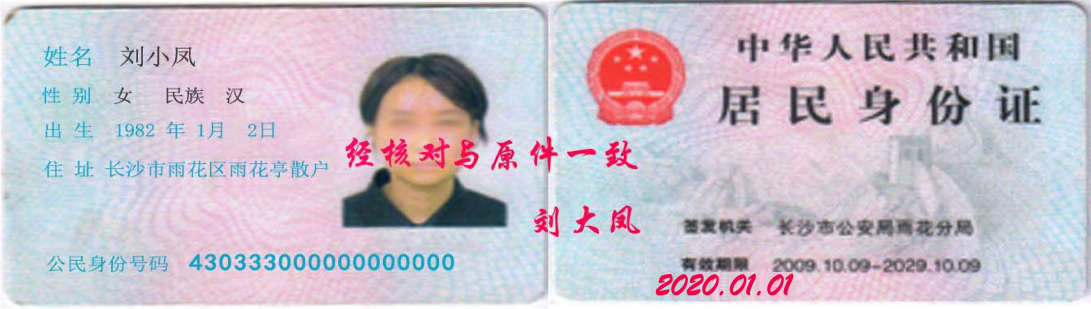 姓名 刘小凤
性别 女 民族 汉
出生 1982 年 1月 2日
住址 长沙市雨花区雨花亭散户
公民身份号码 430333000000000000
经核对与原件一致
刘大凤
2020.01.01
中华人民共和国
居民身份证
签发机关 长沙市公安局雨花分局
有效期限 2009.10.09-2029.10.09